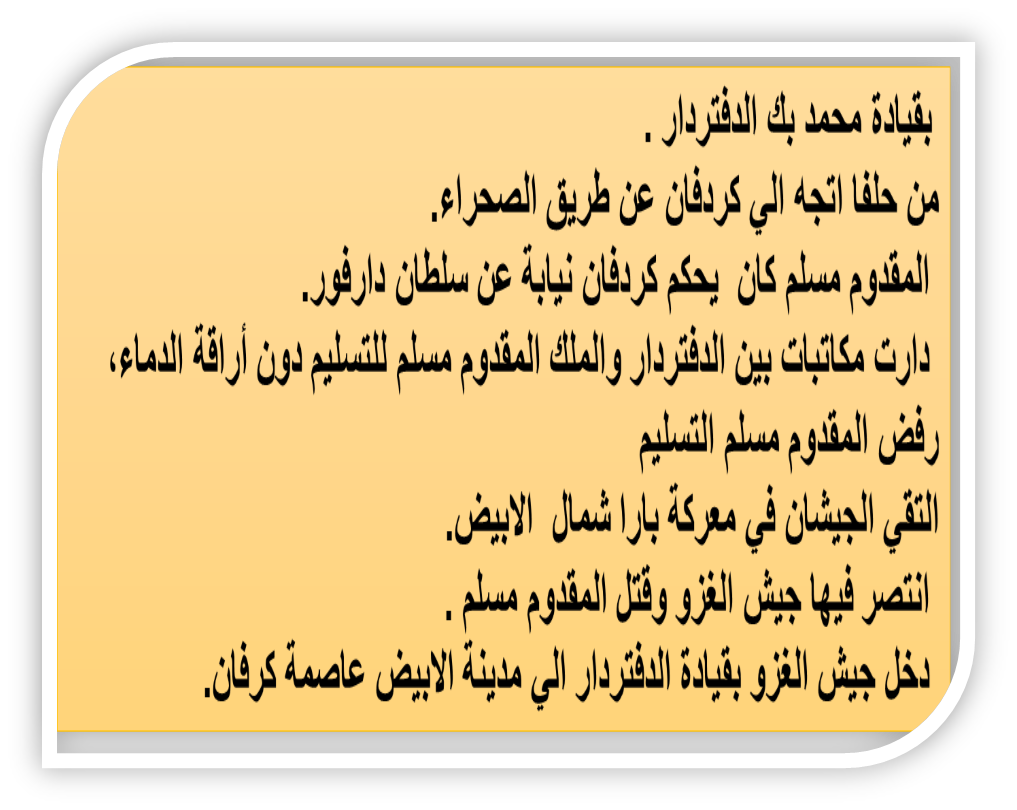 بقيادة محمد بك الدفتردار .
من حلفا اتجه الي كردفان عن طريق الصحراء.
المقدوم مسلم كان يحكم كردفان نيابة عن سلطان دارفور.
دارت مكاتبات بين الدفتردار والملك المقدوم مسلم للتسليم دون أراقة الدماء،
رفض المقدوم مسلم التسليم
التقي الجيشان في معركة بارا شمال الابيض.
انتصر فيها جيش الغزو وقتل المقدوم مسلم .
دخل جيش الغزو بقيادة الدفتردار الي مدينة الابيض عاصمة كرفان.